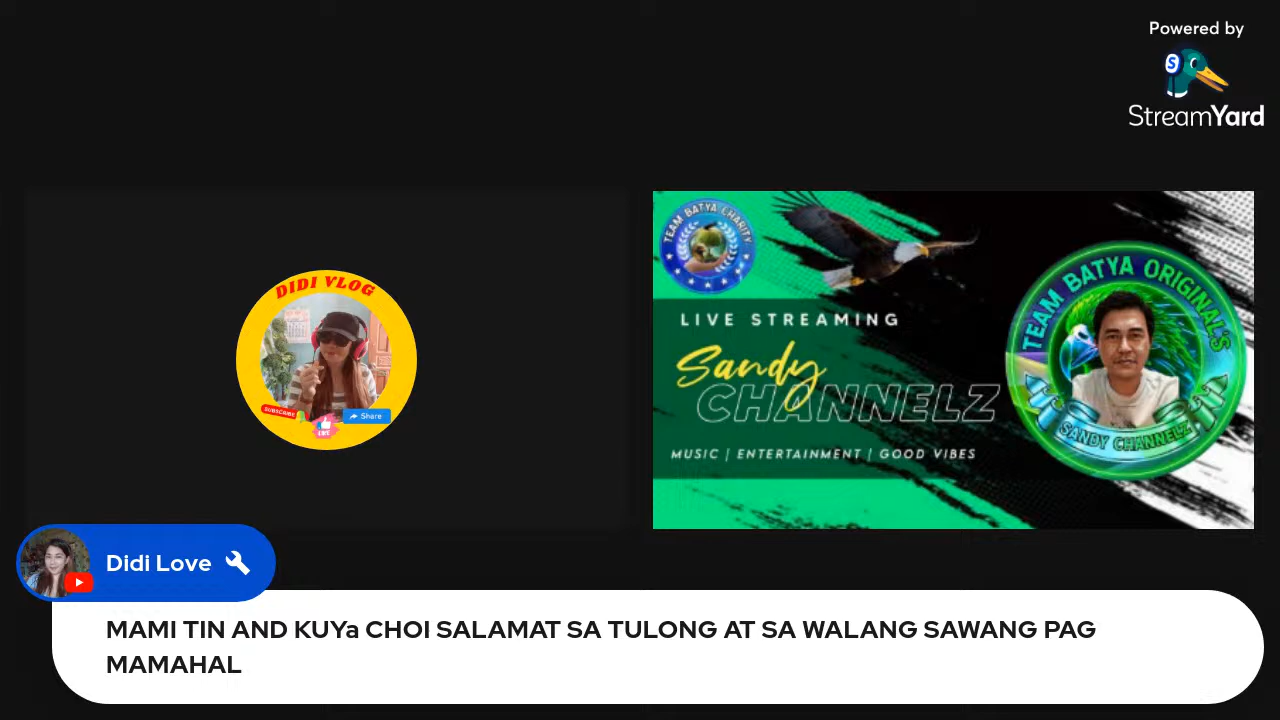 Powered by
StreamYard
DIDI VLOG
SUBSCRIBE
Share
LIKE
TEAM BATYA CHARITY
LIVE STREAMING
Sandy
CHANNELZ
MUSIC | ENTERTAINMENT | GOOD VIBES
TEAM BATYA ORIGINAL'S
SANDY CHANNELZ
Didi Love
MAMI TIN AND KUYa CHOI SALAMAT SA TULONG AT SA WALANG SAWANG PAG
MAMAHAL